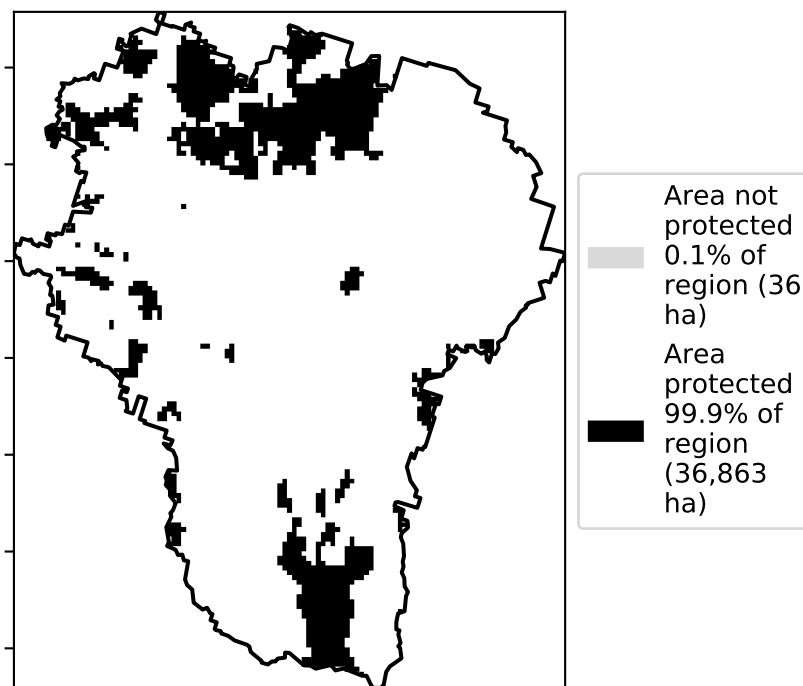 Area not
protected
0.1% of
region (36
ha)
Area
protected
99.9% of
region
(36,863
ha)